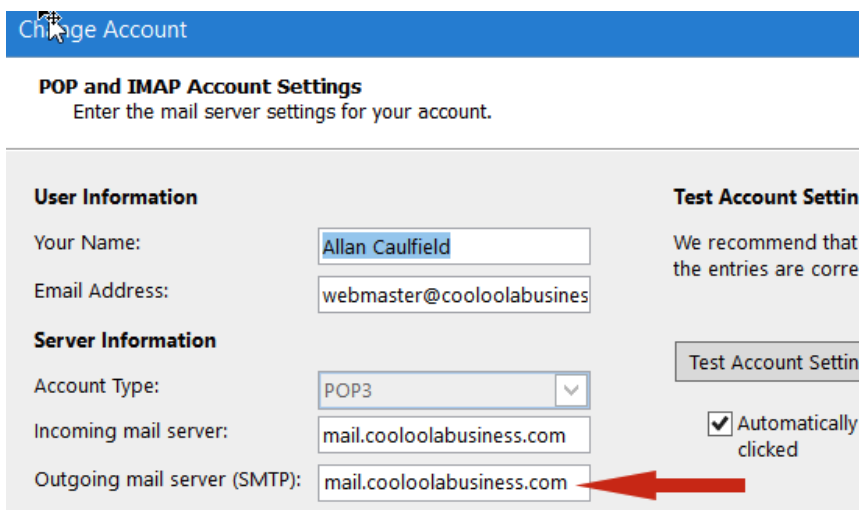 Change Account
POP and IMAP Account Settings
Enter the mail server settings for your account.
User Information
Your Name:
Allan Caulfield
Email Address:
webmaster@cooloolabusines
Server Information
Account Type:
POP3
Incoming mail server:
mail.cooloolabusiness.com
Outgoing mail server (SMTP):
mail.cooloolabusiness.com
Test Account Settin
We recommend that
the entries are corre
Test Account Settin
Automatically
clicked